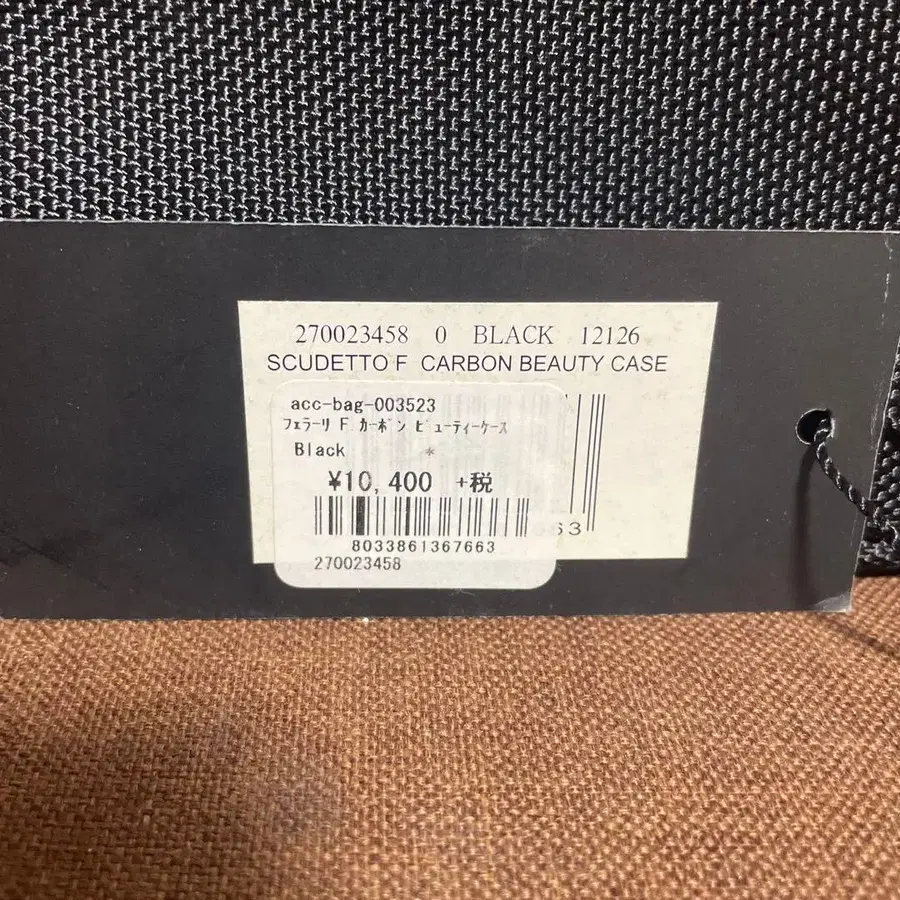 270023458 0 BLACK 12126
SCUDETTO F CARBON BEAUTY CASE
acc-bag-003523
フェラーリ F カーボン ビューティーケース
Black *
¥10,400 +税
63
8033861367663
270023458